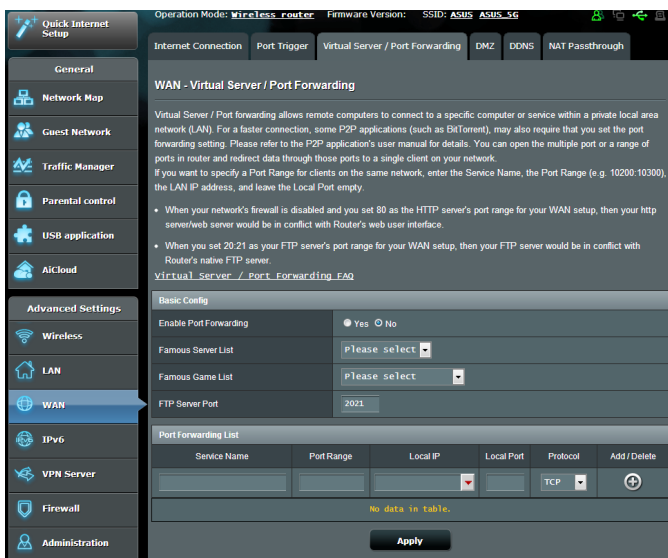 Quick Internet
Setup
General
Network Map
Guest Network
Traffic Manager
Parental control
USB application
AiCloud
Advanced Settings
Wireless
LAN
WAN
IPv6
VPN Server
Firewall
Administration
Operation Mode: Wireless router Firmware Version: SSID: ASUS ASUS_5G
Internet Connection Port Trigger Virtual Server / Port Forwarding DMZ DDNS NAT Passthrough
WAN - Virtual Server / Port Forwarding
Virtual Server / Port forwarding allows remote computers to connect to a specific computer or service within a private local area
network (LAN). For a faster connection, some P2P applications (such as BitTorrent), may also require that you set the port
forwarding setting. Please refer to the P2P application's user manual for details. You can open the multiple port or a range of
ports in router and redirect data through those ports to a single client on your network.
If you want to specify a Port Range for clients on the same network, enter the Service Name, the Port Range (e.g. 10200:10300),
the LAN IP address, and leave the Local Port empty.
• When your network's firewall is disabled and you set 80 as the HTTP server's port range for your WAN setup, then your http
server/web server would be in conflict with Router's web user interface.
• When you set 20:21 as your FTP server's port range for your WAN setup, then your FTP server would be in conflict with
Router's native FTP server.
Virtual Server / Port Forwarding FAQ
Basic Config
Enable Port Forwarding Yes No
Famous Server List Please select
Famous Game List Please select
FTP Server Port 2021
Port Forwarding List
Service Name Port Range Local IP Local Port Protocol Add / Delete
TCP
No data in table.
Apply